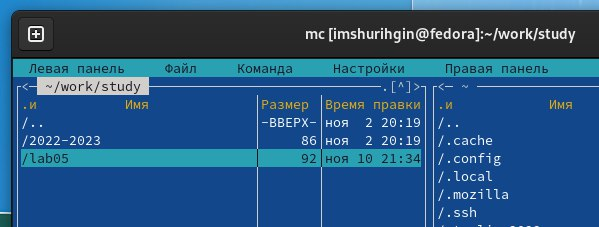 mc [imshurihgin@fedora]:~/work/study
Левая панель Файл Команда Настройки Правая панель
<— ~/work/study .[^]>
<— ~
.и Имя Размер Время правки
.и Имя
/.. -ВВЕРХ- ноя 2 20:19
/2022-2023 86 ноя 2 20:19
/lab05 92 ноя 10 21:34
/..
/.cache
/.config
/.local
/.mozilla
/.ssh